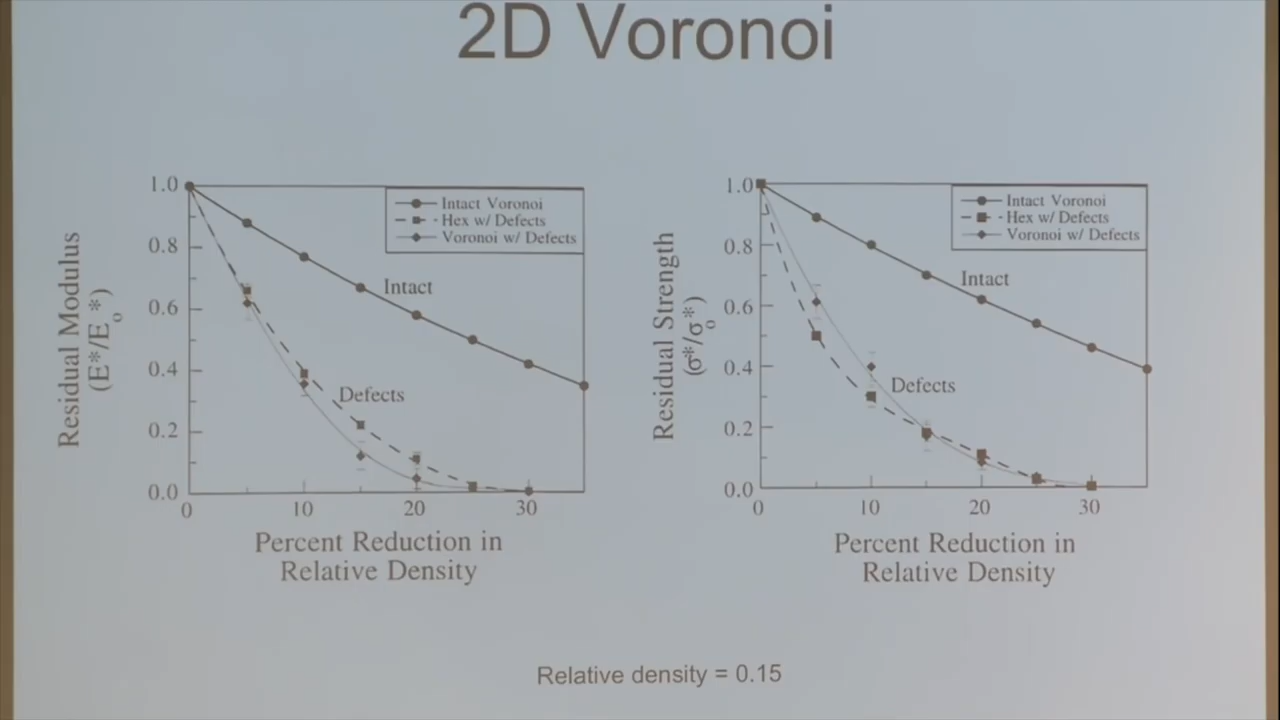 2D Voronoi
Residual Modulus
(E*/E₀*)
1.0
0.8
0.6
0.4
0.2
0.0
0
10
20
30
Intact Voronoi
Hex w/ Defects
Voronoi w/ Defects
Intact
Defects
Percent Reduction in
Relative Density
Residual Strength
(σ*/σ₀*)
1.0
0.8
0.6
0.4
0.2
0.0
0
10
20
30
Intact Voronoi
Hex w/ Defects
Voronoi w/ Defects
Intact
Defects
Percent Reduction in
Relative Density
Relative density = 0.15